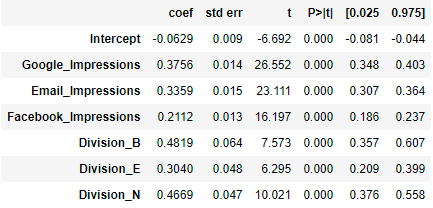 coef std err t P>|t| [0.025 0.975]
Intercept -0.0629 0.009 -6.692 0.000 -0.081 -0.044
Google_Impressions 0.3756 0.014 26.552 0.000 0.348 0.403
Email_Impressions 0.3359 0.015 23.111 0.000 0.307 0.364
Facebook_Impressions 0.2112 0.013 16.197 0.000 0.186 0.237
Division_B 0.4819 0.064 7.573 0.000 0.357 0.607
Division_E 0.3040 0.048 6.295 0.000 0.209 0.399
Division_N 0.4669 0.047 10.021 0.000 0.376 0.558